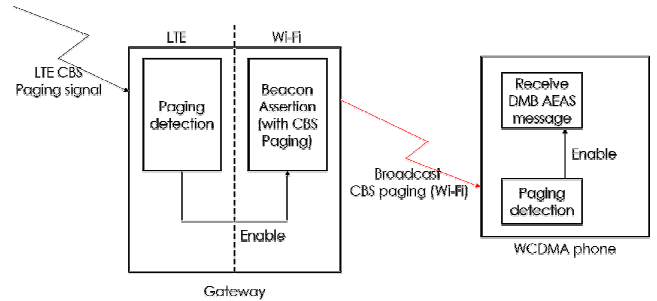 LTE
Wi-Fi
LTE CBS
Paging signal
Paging
detection
Beacon
Assertion
(with CBS
Paging)
Enable
Gateway
Broadcast
CBS paging (Wi-Fi)
Receive
DMB AEAS
message
Enable
Paging
detection
WCDMA phone